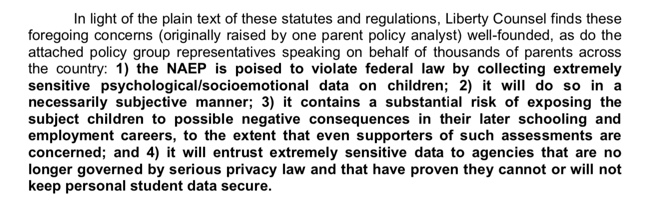 In light of the plain text of these statutes and regulations, Liberty Counsel finds these
foregoing concerns (originally raised by one parent policy analyst) well-founded, as do the
attached policy group representatives speaking on behalf of thousands of parents across
the country: 1) the NAEP is poised to violate federal law by collecting extremely
sensitive psychological/socioemotional data on children; 2) it will do so in a
necessarily subjective manner; 3) it contains a substantial risk of exposing the
subject children to possible negative consequences in their later schooling and
employment careers, to the extent that even supporters of such assessments are
concerned; and 4) it will entrust extremely sensitive data to agencies that are no
longer governed by serious privacy law and that have proven they cannot or will not
keep personal student data secure.